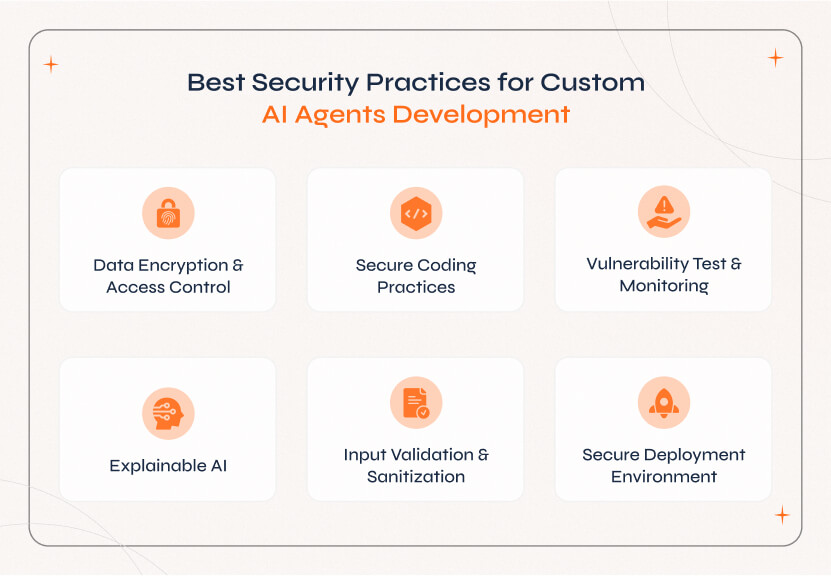 Best Security Practices for Custom
AI Agents Development
Data Encryption &
Access Control
Secure Coding
Practices
Vulnerability Test &
Monitoring
Explainable AI
Input Validation &
Sanitization
Secure Deployment
Environment